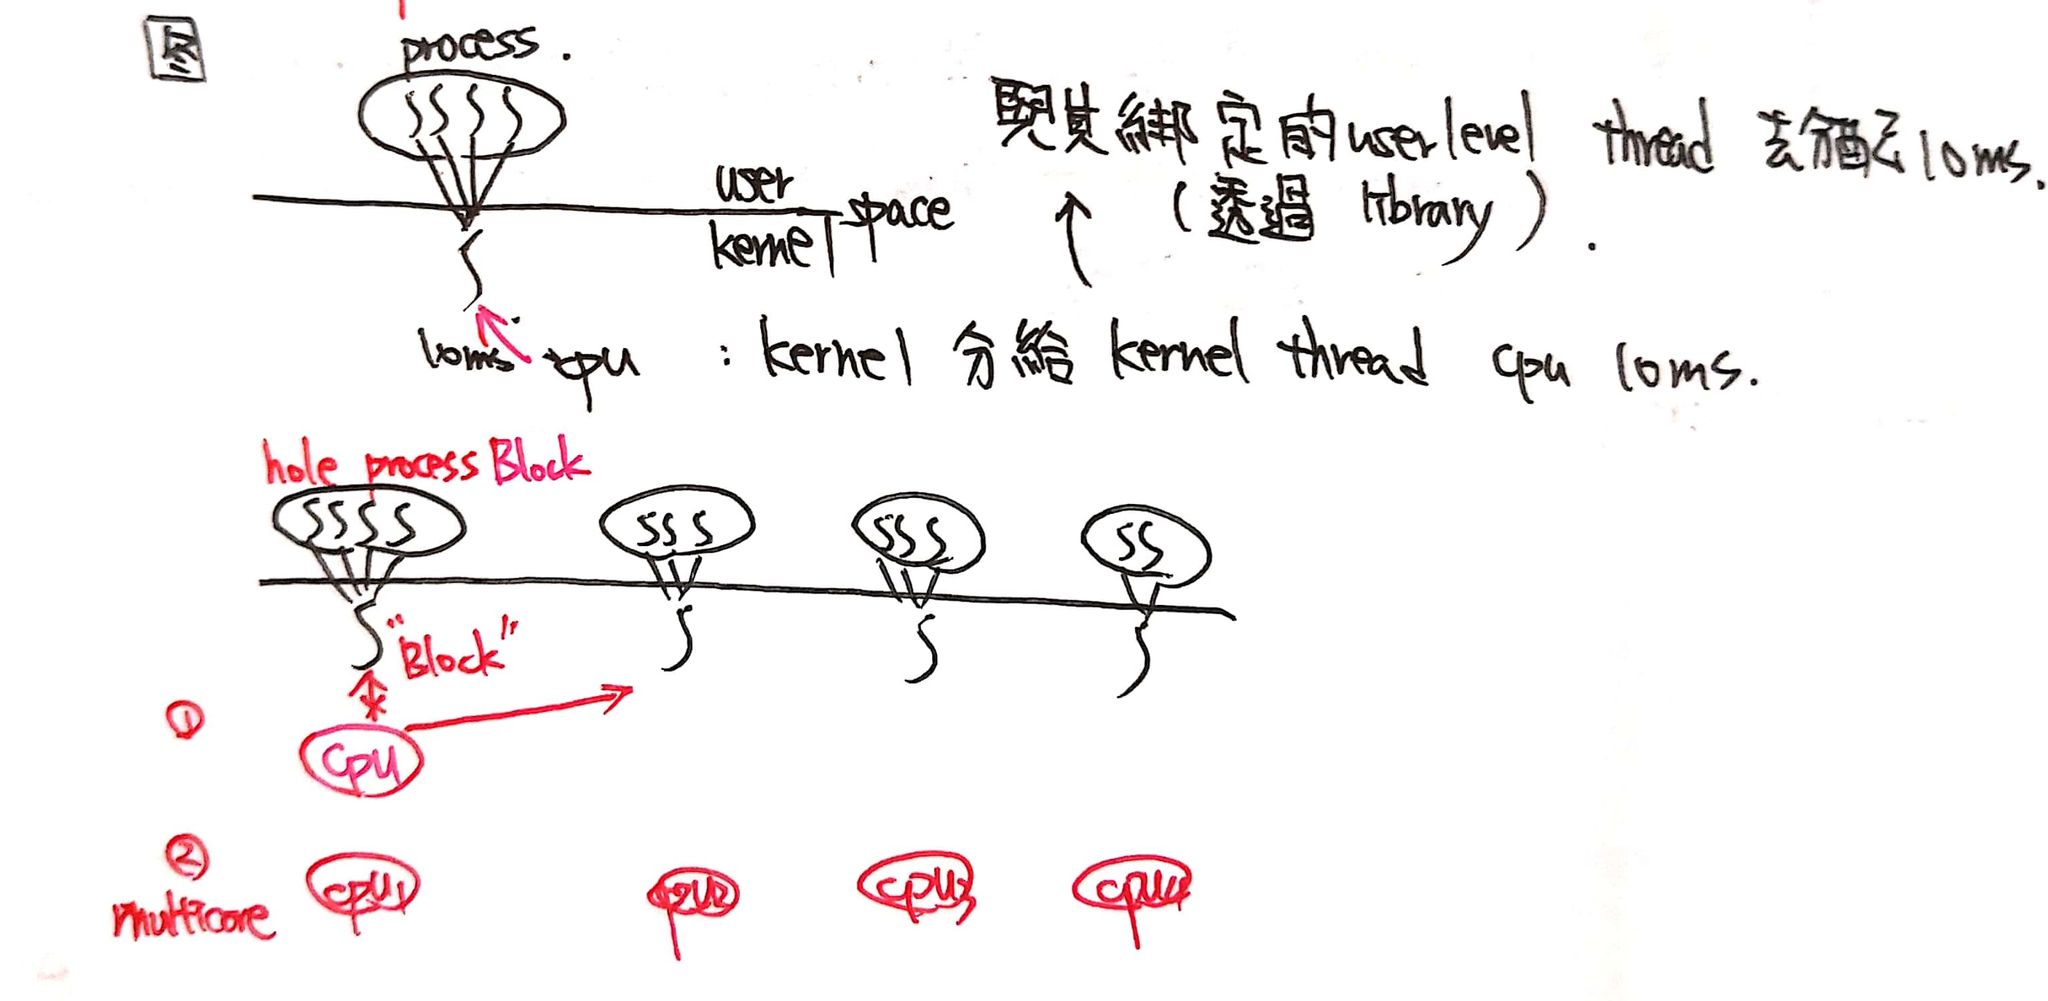 图
process.
user
kernel space
與其綁定的user level thread 去分配10ms.
(透過 library).
10ms cpu : kernel 分給 kernel thread cpu 10ms.
hole process Block
"Block"
①
cpu
②
multicore
cpu1 cpu2 cpu3 cpu4